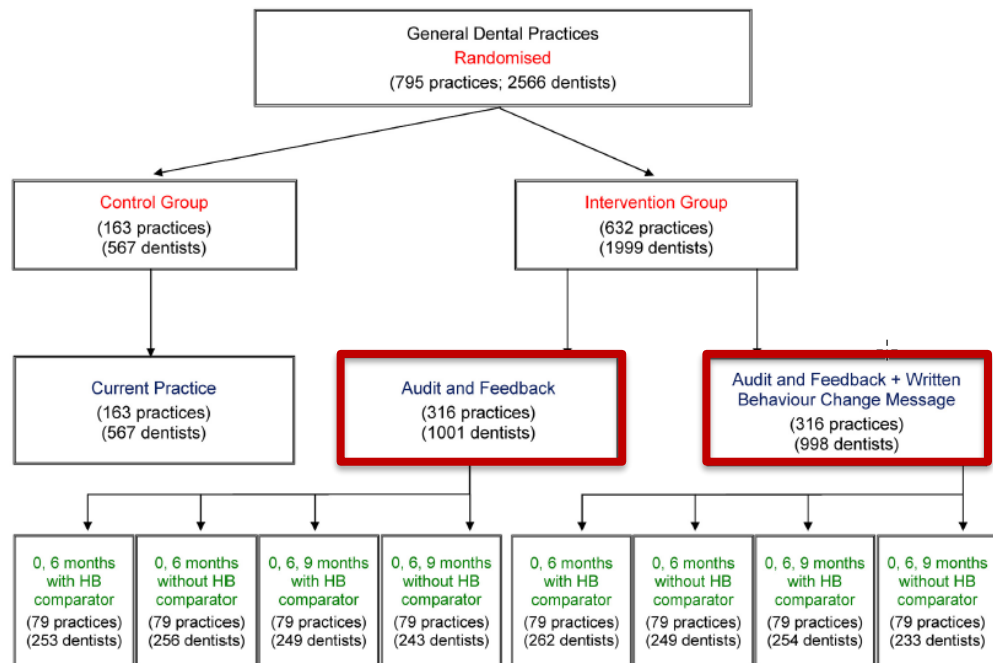 General Dental Practices
Randomised
(795 practices; 2566 dentists)
Control Group
(163 practices)
(567 dentists)
Intervention Group
(632 practices)
(1999 dentists)
Current Practice
(163 practices)
(567 dentists)
Audit and Feedback
(316 practices)
(1001 dentists)
Audit and Feedback + Written
Behaviour Change Message
(316 practices)
(998 dentists)
0, 6 months
with HB
comparator
(79 practices)
(253 dentists)
0, 6 months
without HB
comparator
(79 practices)
(256 dentists)
0, 6, 9 months
with HB
comparator
(79 practices)
(249 dentists)
0, 6, 9 months
without HB
comparator
(79 practices)
(243 dentists)
0, 6 months
with HB
comparator
(79 practices)
(262 dentists)
0, 6 months
without HB
comparator
(79 practices)
(249 dentists)
0, 6, 9 months
with HB
comparator
(79 practices)
(254 dentists)
0, 6, 9 months
without HB
comparator
(79 practices)
(233 dentists)